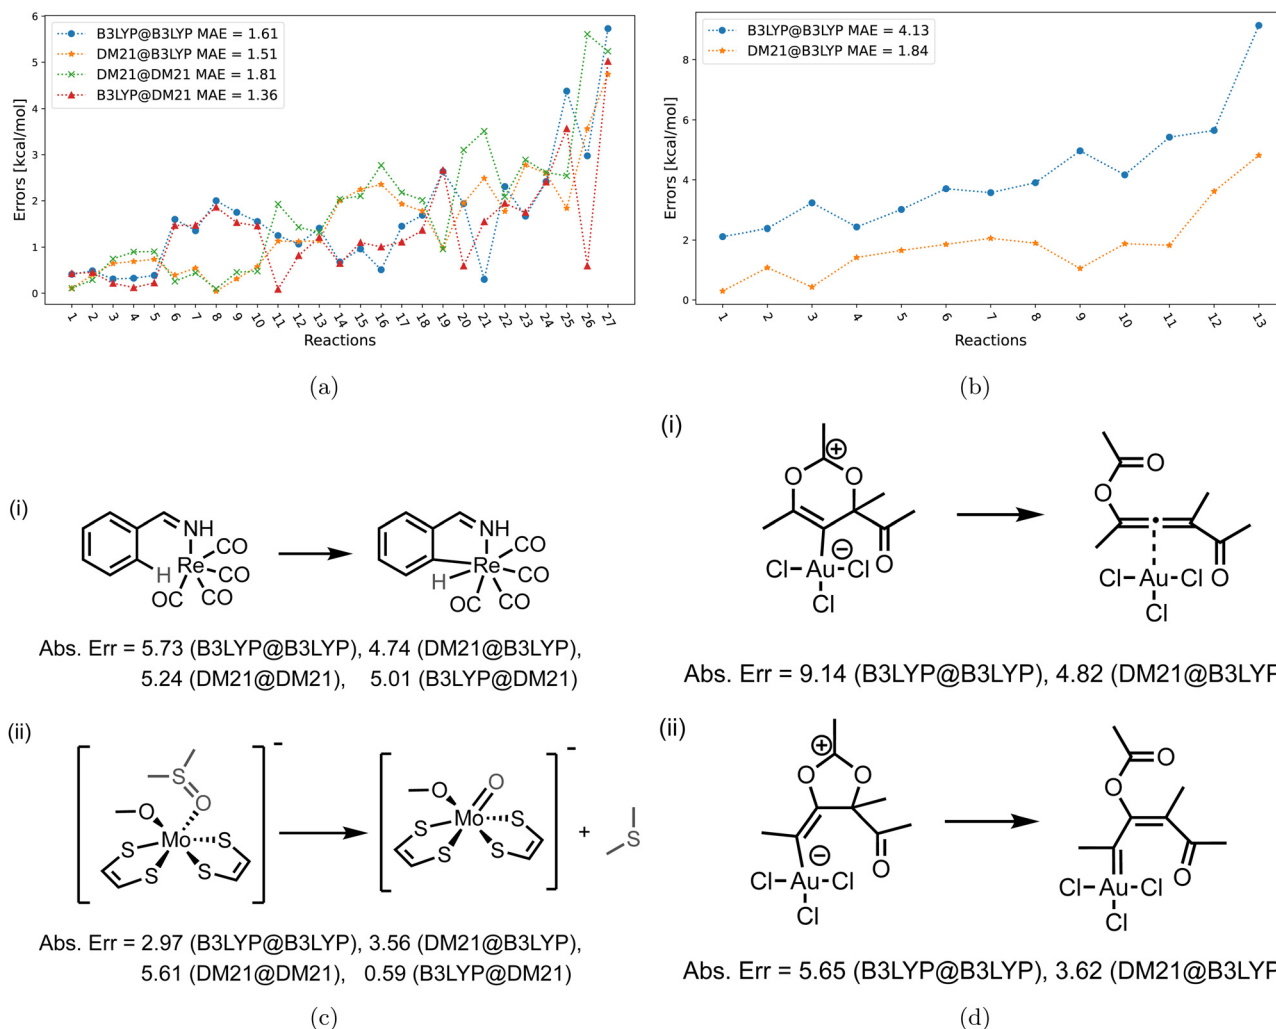 B3LYP@B3LYP MAE = 1.61
DM21@B3LYP MAE = 1.51
DM21@DM21 MAE = 1.81
B3LYP@DM21 MAE = 1.36
Errors [kcal/mol]
6
5
4
3
2
1
0
1 2 3 4 5 6 7 8 9 10 11 12 13 14 15 16 17 18 19 20 21 22 23 24 25 26 27
Reactions
(a)
B3LYP@B3LYP MAE = 4.13
DM21@B3LYP MAE = 1.84
Errors [kcal/mol]
8
6
4
2
0
1 2 3 4 5 6 7 8 9 10 11 12 13
Reactions
(b)
(i)
NH
H
Re
CO
CO
OC
CO
NH
H
Re
CO
CO
OC
CO
Abs. Err = 5.73 (B3LYP@B3LYP), 4.74 (DM21@B3LYP),
5.24 (DM21@DM21), 5.01 (B3LYP@DM21)
(ii)
S
O
O
Mo
S
S
S
S
-
O
O
Mo
S
S
S
S
-
+
S
Abs. Err = 2.97 (B3LYP@B3LYP), 3.56 (DM21@B3LYP),
5.61 (DM21@DM21), 0.59 (B3LYP@DM21)
(c)
(i)
+
O
O
O
−
Cl Au Cl
Cl
O
O
O
Cl Au Cl
Cl
Abs. Err = 9.14 (B3LYP@B3LYP), 4.82 (DM21@B3LYP
(ii)
+
O
O
O
−
Cl Au Cl
Cl
O
O
O
Cl Au Cl
Cl
Abs. Err = 5.65 (B3LYP@B3LYP), 3.62 (DM21@B3LYP
(d)